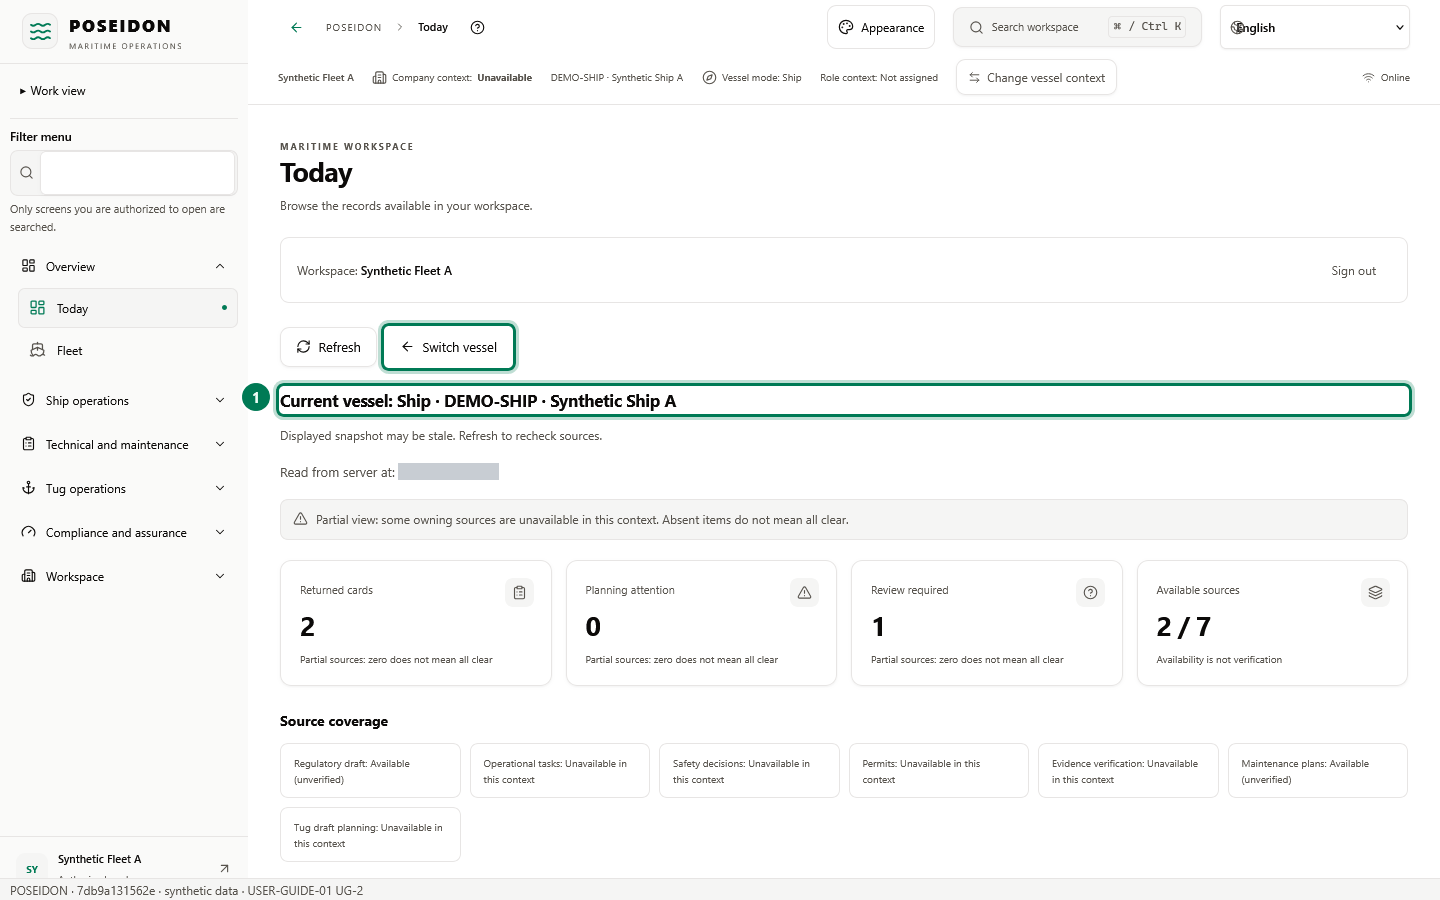 POSEIDON
MARITIME OPERATIONS
Work view
Filter menu
Only screens you are authorized to open are
searched.
Overview
Today
Fleet
Ship operations
Technical and maintenance
Tug operations
Compliance and assurance
Workspace
SY
Synthetic Fleet A
POSEIDON
Today
Appearance
Search workspace
⌘ / Ctrl K
English
Synthetic Fleet A
Company context: Unavailable
DEMO-SHIP · Synthetic Ship A
Vessel mode: Ship
Role context: Not assigned
Change vessel context
Online
MARITIME WORKSPACE
Today
Browse the records available in your workspace.
Workspace: Synthetic Fleet A
Sign out
Refresh
Switch vessel
1
Current vessel: Ship · DEMO-SHIP · Synthetic Ship A
Displayed snapshot may be stale. Refresh to recheck sources.
Read from server at:
Partial view: some owning sources are unavailable in this context. Absent items do not mean all clear.
Returned cards
2
Partial sources: zero does not mean all clear
Planning attention
0
Partial sources: zero does not mean all clear
Review required
1
Partial sources: zero does not mean all clear
Available sources
2 / 7
Availability is not verification
Source coverage
Regulatory draft: Available
(unverified)
Operational tasks: Unavailable in
this context
Safety decisions: Unavailable in
this context
Permits: Unavailable in this
context
Evidence verification: Unavailable
in this context
Maintenance plans: Available
(unverified)
Tug draft planning: Unavailable in
this context
POSEIDON · 7db9a131562e · synthetic data · USER-GUIDE-01 UG-2